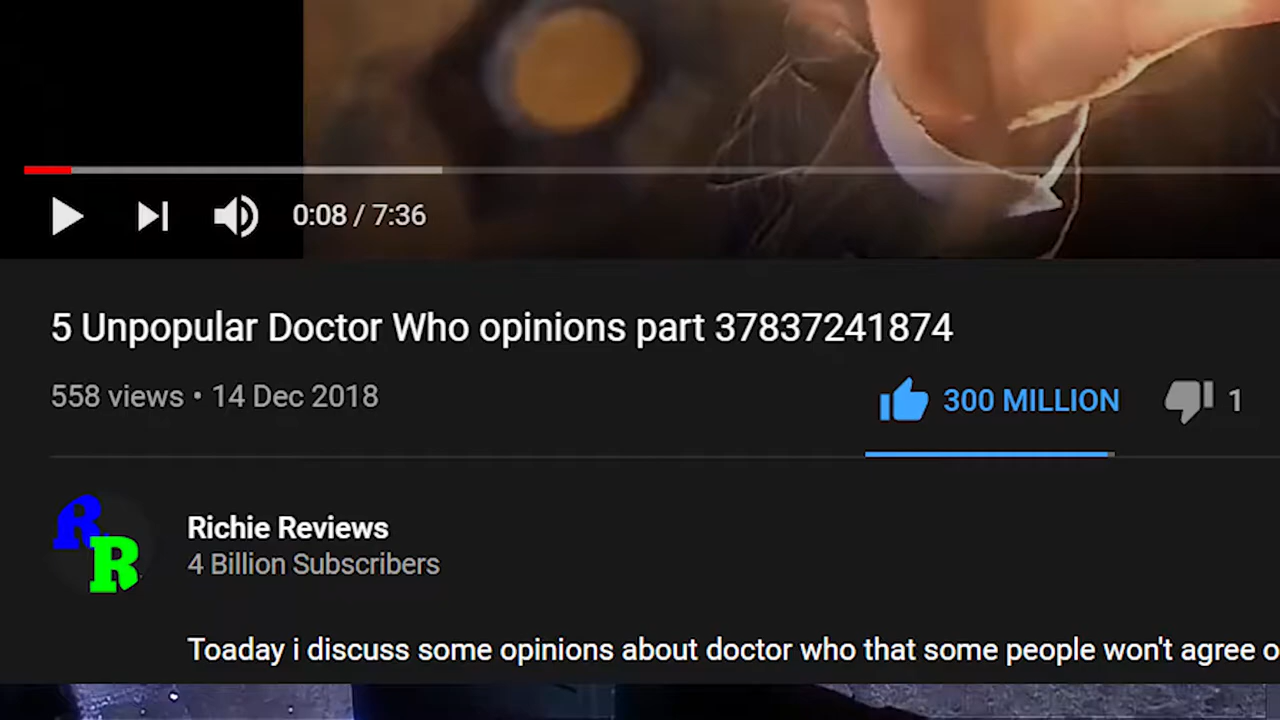 0:08 / 7:36
5 Unpopular Doctor Who opinions part 37837241874
558 views • 14 Dec 2018
300 MILLION
1
RR
Richie Reviews
4 Billion Subscribers
Toaday i discuss some opinions about doctor who that some people won't agree o